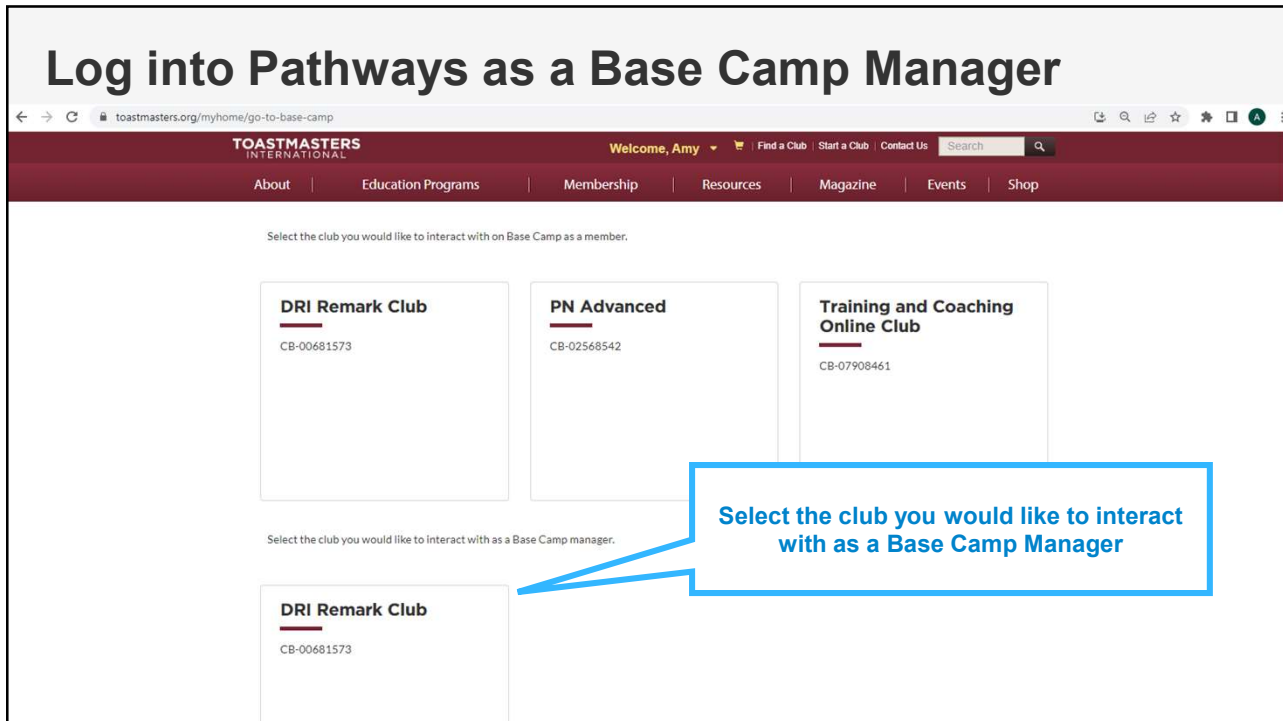 Log into Pathways as a Base Camp Manager
toastmasters.org/myhome/go-to-base-camp
A
TOASTMASTERS
INTERNATIONAL
Welcome, Amy
Find a Club | Start a Club | Contact Us
Search
About | Education Programs | Membership | Resources | Magazine | Events | Shop
Select the club you would like to interact with on Base Camp as a member.
DRI Remark Club
CB-00681573
PN Advanced
CB-02568542
Training and Coaching
Online Club
CB-07908461
Select the club you would like to interact
with as a Base Camp Manager
Select the club you would like to interact with as a Base Camp manager.
DRI Remark Club
CB-00681573